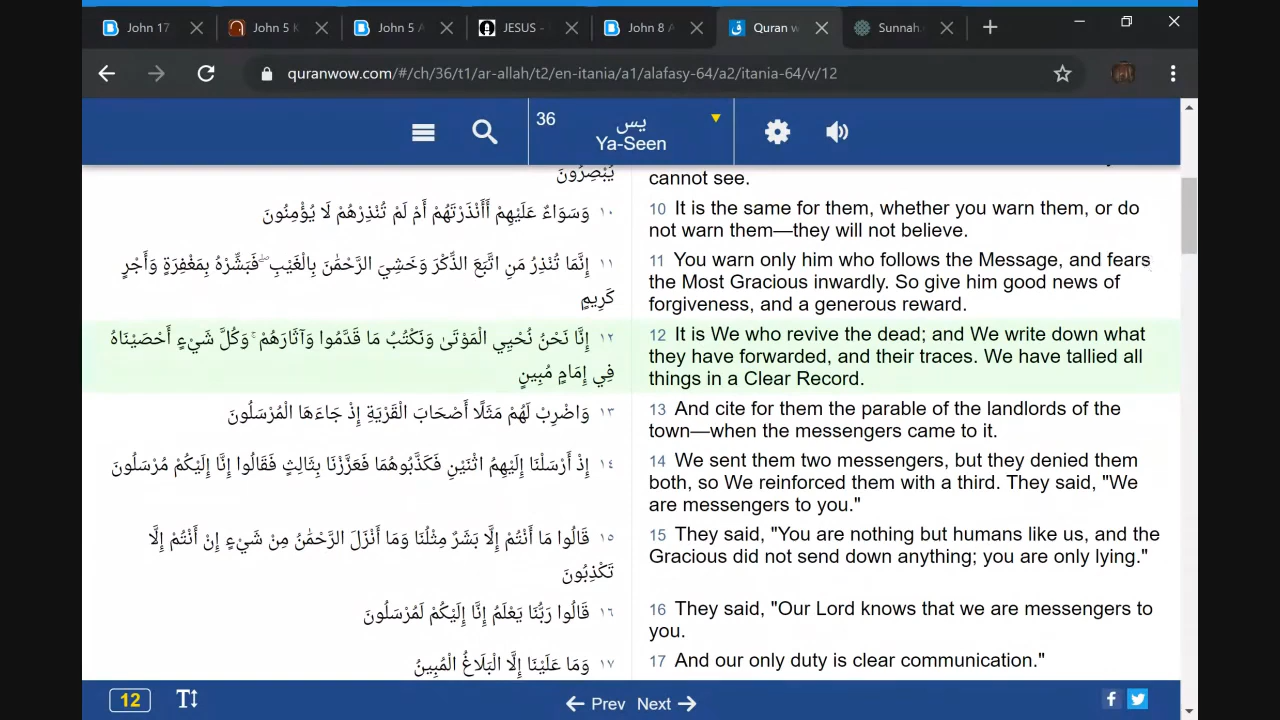 John 17
John 5 K
John 5 A
JESUS -
John 8 A
Quran w
Sunnah.
quranwow.com/#/ch/36/t1/ar-allah/t2/en-itania/a1/alafasy-64/a2/itania-64/v/12
36
يس
Ya-Seen
يُبْصِرُونَ
cannot see.
١٠ وَسَوَاءٌ عَلَيْهِمْ أَأَنْذَرْتَهُمْ أَمْ لَمْ تُنْذِرْهُمْ لَا يُؤْمِنُونَ
10 It is the same for them, whether you warn them, or do
not warn them—they will not believe.
١١ إِنَّمَا تُنْذِرُ مَنِ اتَّبَعَ الذِّكْرَ وَخَشِيَ الرَّحْمَٰنَ بِالْغَيْبِ ۖ فَبَشِّرْهُ بِمَغْفِرَةٍ وَأَجْرٍ
كَرِيمٍ
11 You warn only him who follows the Message, and fears
the Most Gracious inwardly. So give him good news of
forgiveness, and a generous reward.
١٢ إِنَّا نَحْنُ نُحْيِي الْمَوْتَىٰ وَنَكْتُبُ مَا قَدَّمُوا وَآثَارَهُمْ ۚ وَكُلَّ شَيْءٍ أَحْصَيْنَاهُ
فِي إِمَامٍ مُبِينٍ
12 It is We who revive the dead; and We write down what
they have forwarded, and their traces. We have tallied all
things in a Clear Record.
١٣ وَاضْرِبْ لَهُمْ مَثَلًا أَصْحَابَ الْقَرْيَةِ إِذْ جَاءَهَا الْمُرْسَلُونَ
13 And cite for them the parable of the landlords of the
town—when the messengers came to it.
١٤ إِذْ أَرْسَلْنَا إِلَيْهِمُ اثْنَيْنِ فَكَذَّبُوهُمَا فَعَزَّزْنَا بِثَالِثٍ فَقَالُوا إِنَّا إِلَيْكُمْ مُرْسَلُونَ
14 We sent them two messengers, but they denied them
both, so We reinforced them with a third. They said, "We
are messengers to you."
١٥ قَالُوا مَا أَنْتُمْ إِلَّا بَشَرٌ مِثْلُنَا وَمَا أَنْزَلَ الرَّحْمَٰنُ مِنْ شَيْءٍ إِنْ أَنْتُمْ إِلَّا
تَكْذِبُونَ
15 They said, "You are nothing but humans like us, and the
Gracious did not send down anything; you are only lying."
١٦ قَالُوا رَبُّنَا يَعْلَمُ إِنَّا إِلَيْكُمْ لَمُرْسَلُونَ
16 They said, "Our Lord knows that we are messengers to
you.
١٧ وَمَا عَلَيْنَا إِلَّا الْبَلَاغُ الْمُبِينُ
17 And our only duty is clear communication."
12
Prev Next